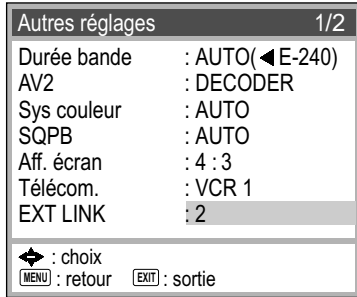 Autres réglages 1/2
Durée bande : AUTO(◀E-240)
AV2 : DECODER
Sys couleur : AUTO
SQPB : AUTO
Aff. écran : 4 : 3
Télécom. : VCR 1
EXT LINK : 2
: choix
MENU : retour EXIT : sortie